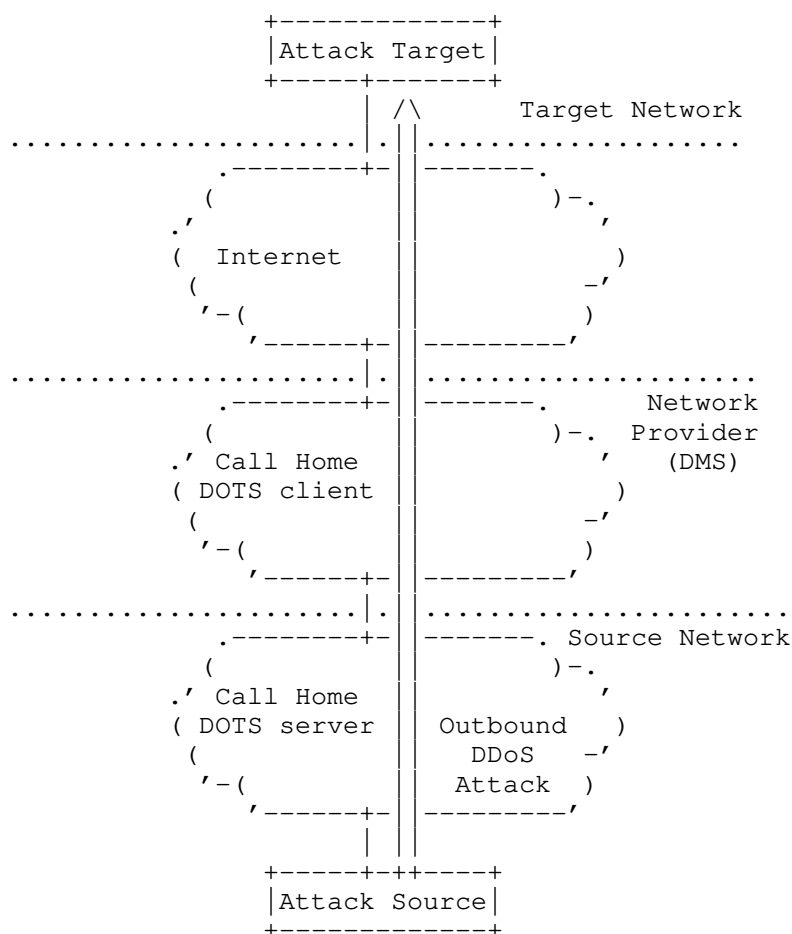 Attack Target
Target Network
Internet
Network
Provider
(DMS)
Call Home
DOTS client
Source Network
Call Home
DOTS server
Outbound
DDoS
Attack
Attack Source